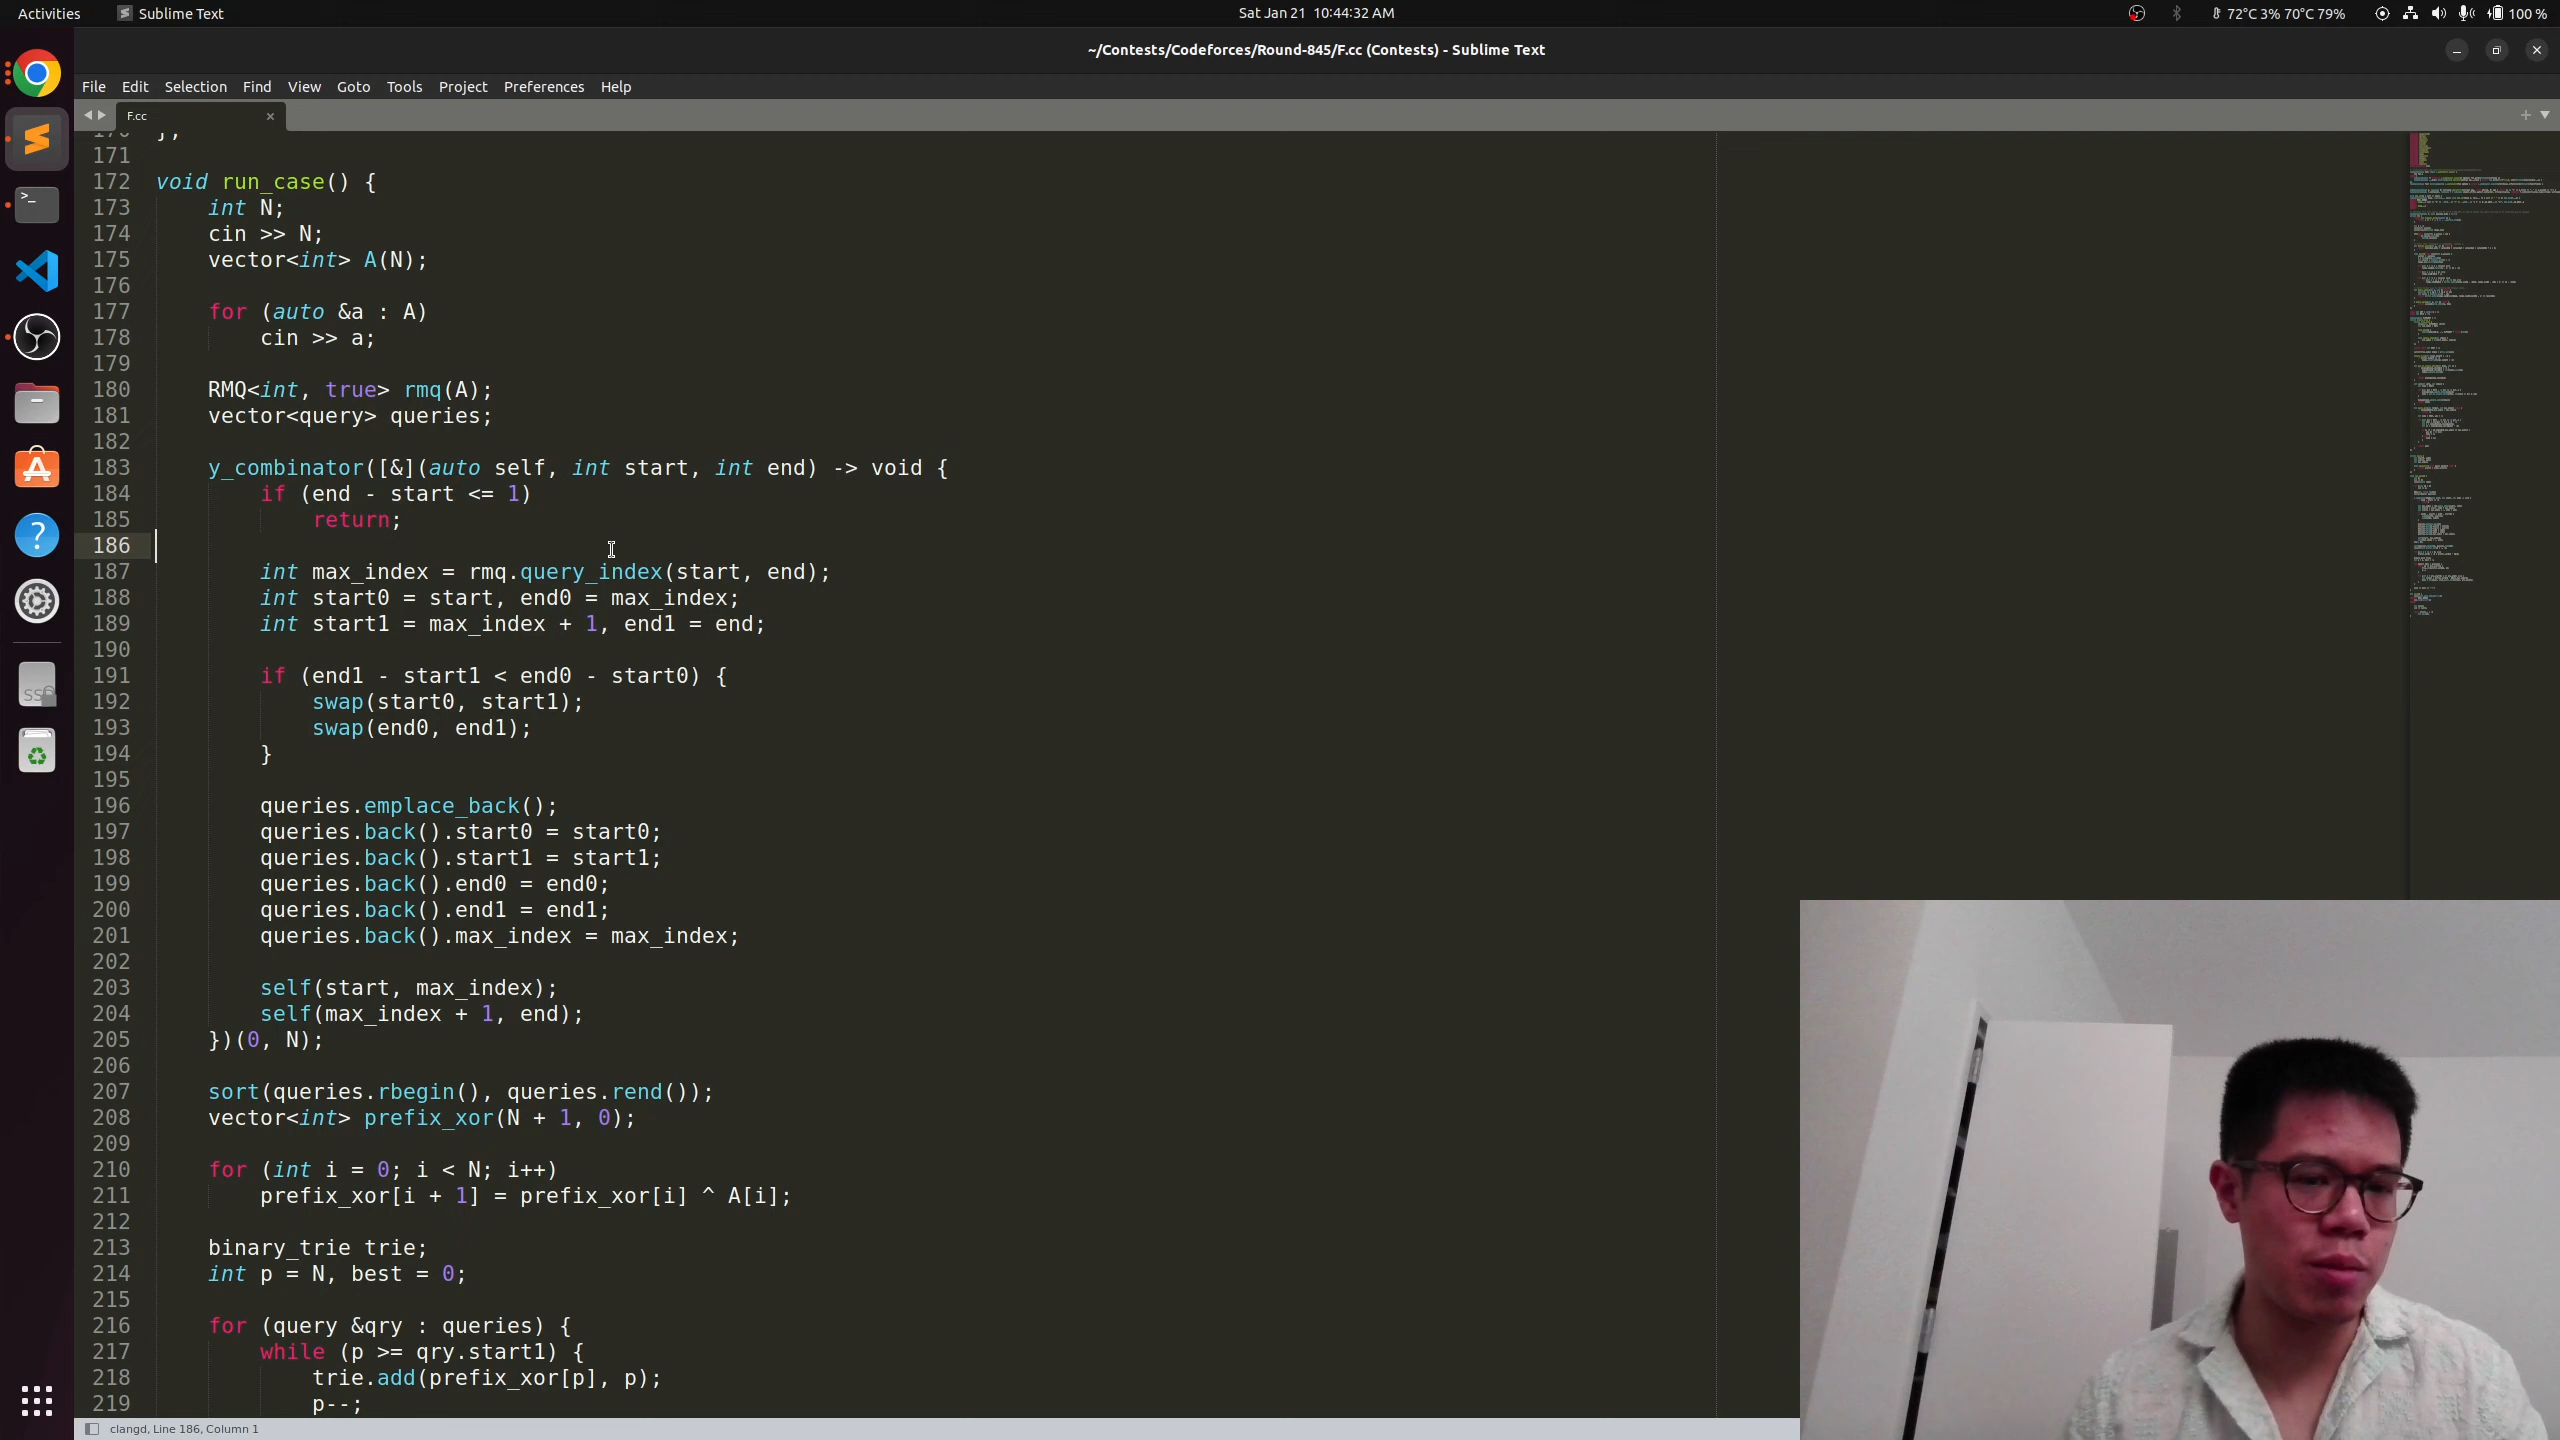 Activities
Sublime Text
Sat Jan 21 10:44:32 AM
72°C 3% 70°C 79%
100 %
~/Contests/Codeforces/Round-845/F.cc (Contests) - Sublime Text
File Edit Selection Find View Goto Tools Project Preferences Help
F.cc
171
172 void run_case() {
173 int N;
174 cin >> N;
175 vector<int> A(N);
176
177 for (auto &a : A)
178 cin >> a;
179
180 RMQ<int, true> rmq(A);
181 vector<query> queries;
182
183 y_combinator([&](auto self, int start, int end) -> void {
184 if (end - start <= 1)
185 return;
186
187 int max_index = rmq.query_index(start, end);
188 int start0 = start, end0 = max_index;
189 int start1 = max_index + 1, end1 = end;
190
191 if (end1 - start1 < end0 - start0) {
192 swap(start0, start1);
193 swap(end0, end1);
194 }
195
196 queries.emplace_back();
197 queries.back().start0 = start0;
198 queries.back().start1 = start1;
199 queries.back().end0 = end0;
200 queries.back().end1 = end1;
201 queries.back().max_index = max_index;
202
203 self(start, max_index);
204 self(max_index + 1, end);
205 })(0, N);
206
207 sort(queries.rbegin(), queries.rend());
208 vector<int> prefix_xor(N + 1, 0);
209
210 for (int i = 0; i < N; i++)
211 prefix_xor[i + 1] = prefix_xor[i] ^ A[i];
212
213 binary_trie trie;
214 int p = N, best = 0;
215
216 for (query &qry : queries) {
217 while (p >= qry.start1) {
218 trie.add(prefix_xor[p], p);
219 p--;
clangd, Line 186, Column 1